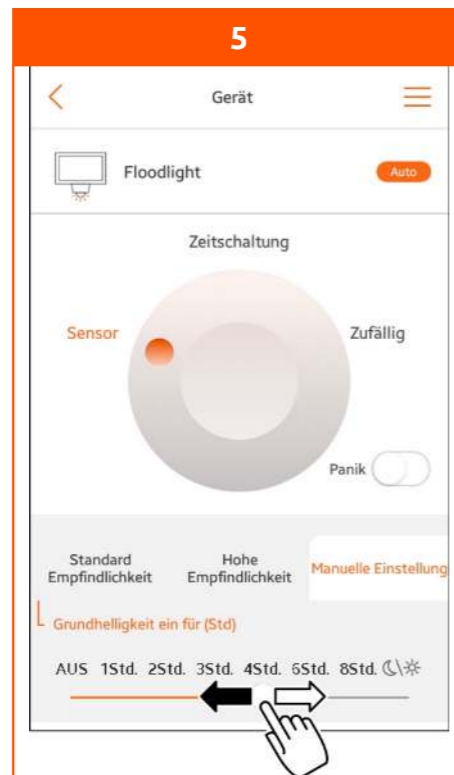 5
Gerät
Floodlight
Auto
Zeitschaltung
Sensor
Zufällig
Panik
Standard
Empfindlichkeit
Hohe
Empfindlichkeit
Manuelle Einstellung
Grundhelligkeit ein für (Std)
AUS 1Std. 2Std. 3Std. 4Std. 6Std. 8Std.